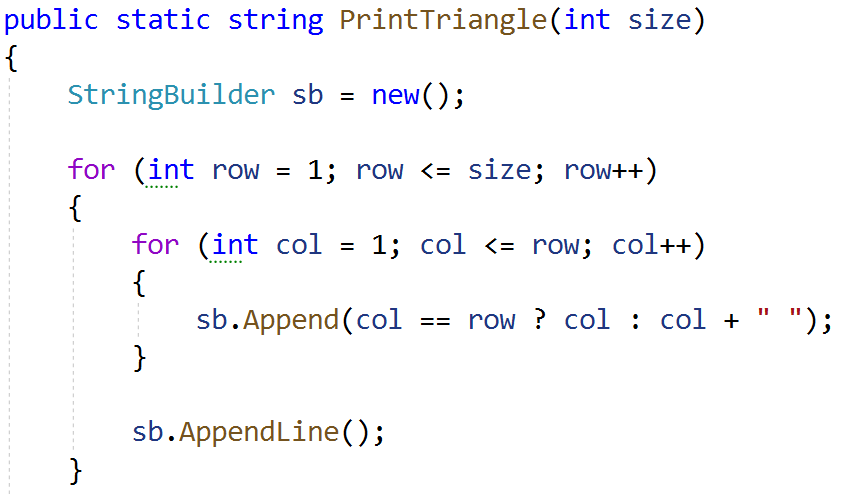 public static string PrintTriangle(int size)
{
    StringBuilder sb = new();

    for (int row = 1; row <= size; row++)
    {
        for (int col = 1; col <= row; col++)
        {
            sb.Append(col == row ? col : col + " ");
        }

        sb.AppendLine();
    }